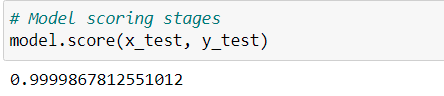 # Model scoring stages
model.score(x_test, y_test)
0.9999867812551012